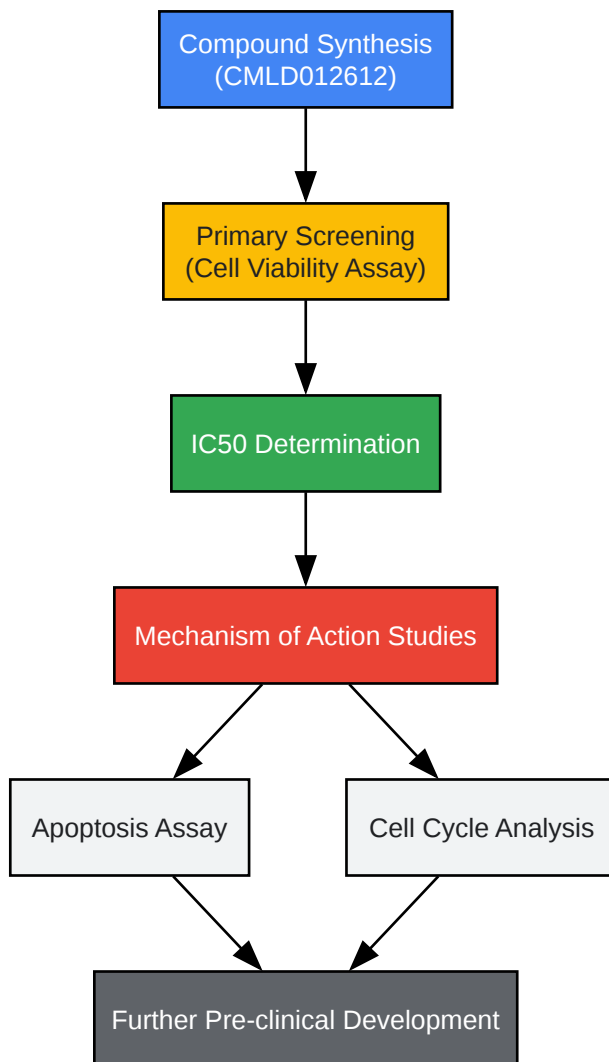 Compound Synthesis
(CMLD012612)
Primary Screening
(Cell Viability Assay)
IC50 Determination
Mechanism of Action Studies
Apoptosis Assay
Cell Cycle Analysis
Further Pre-clinical Development